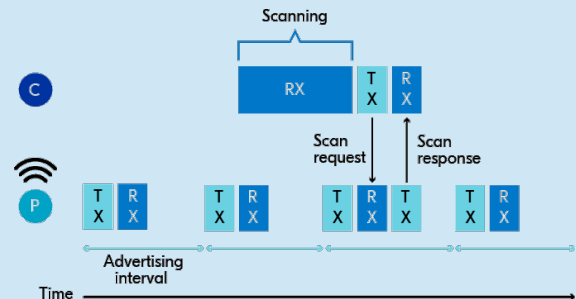 Scanning
C
RX
T
X
R
X
Scan
request
Scan
response
P
T
X
R
X
T
X
R
X
T
X
R
X
T
X
T
X
R
X
Advertising
interval
Time